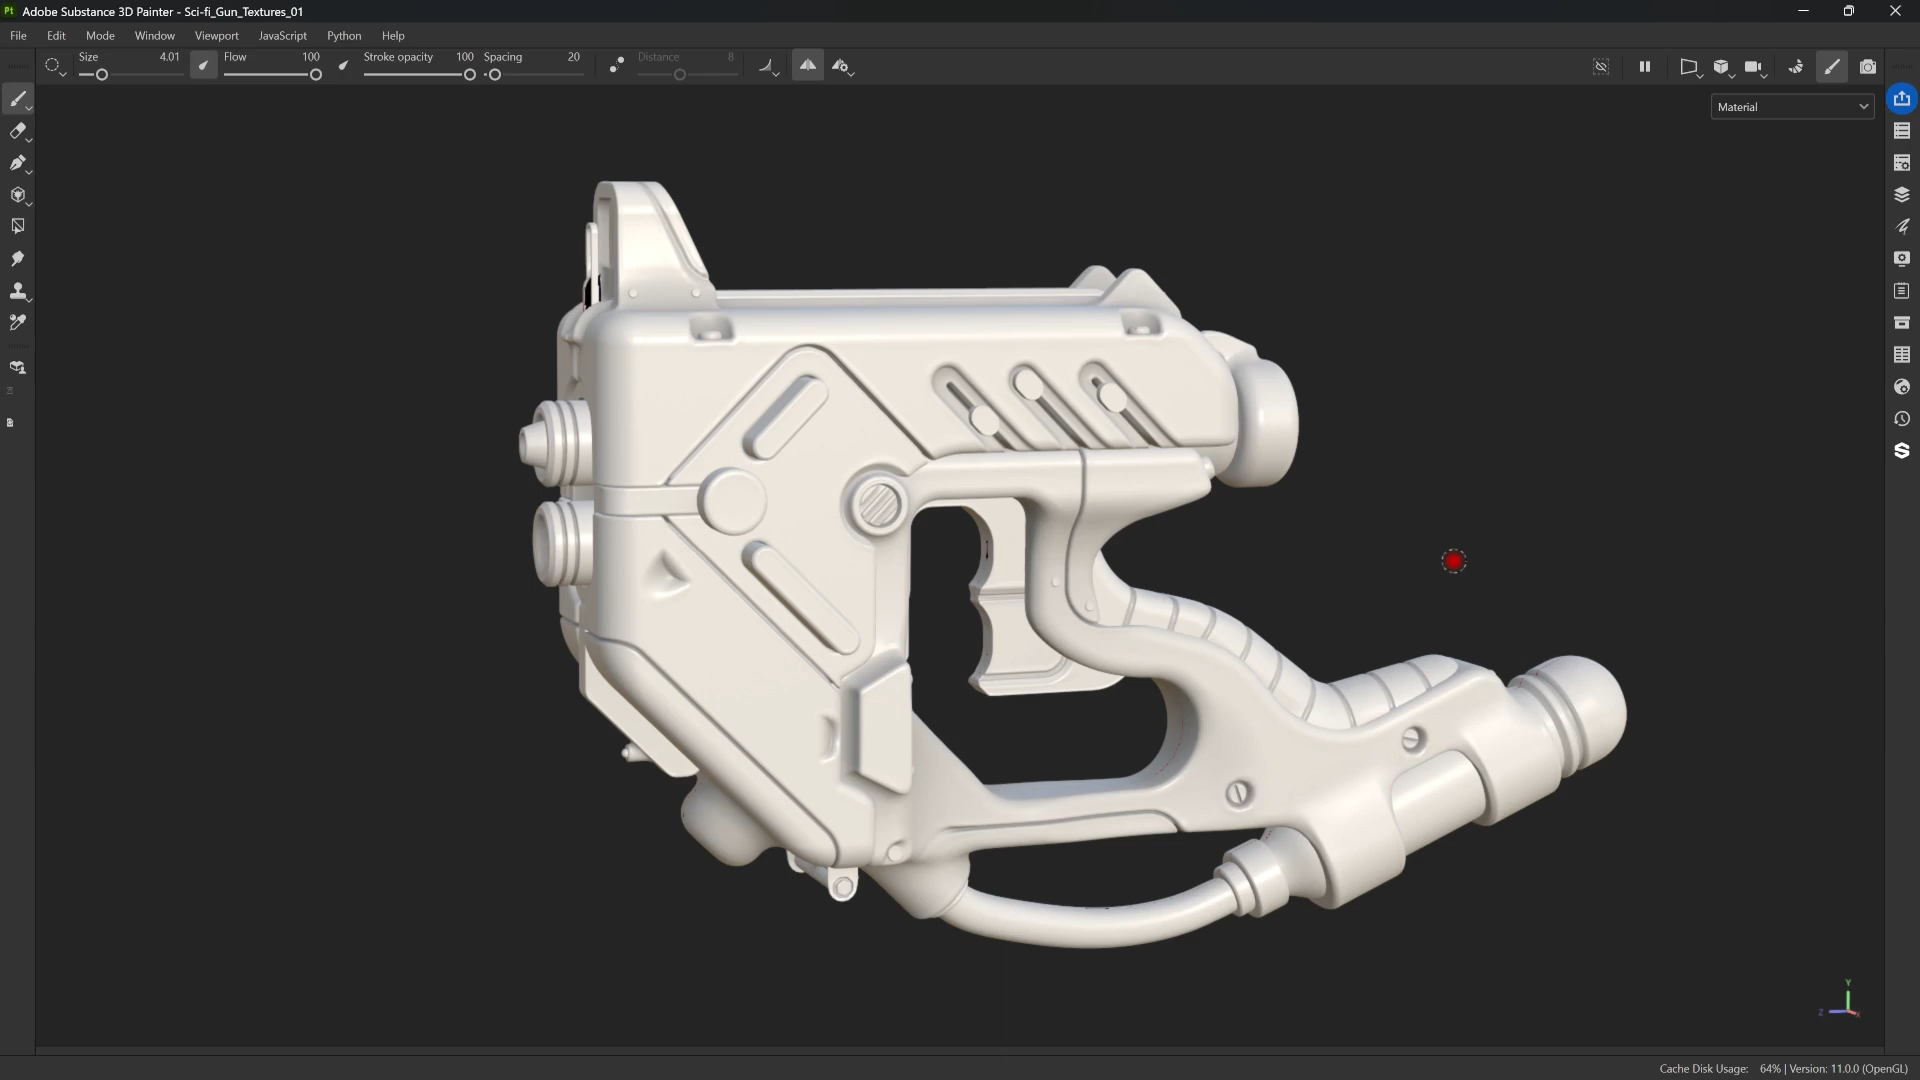 Pt Adobe Substance 3D Painter - Sci-fi_Gun_Textures_01
File Edit Mode Window Viewport JavaScript Python Help
Size 4.01 Flow 100 Stroke opacity 100 Spacing 20 Distance 8
Material
Y
Z X
Cache Disk Usage: 64% | Version: 11.0.0 (OpenGL)